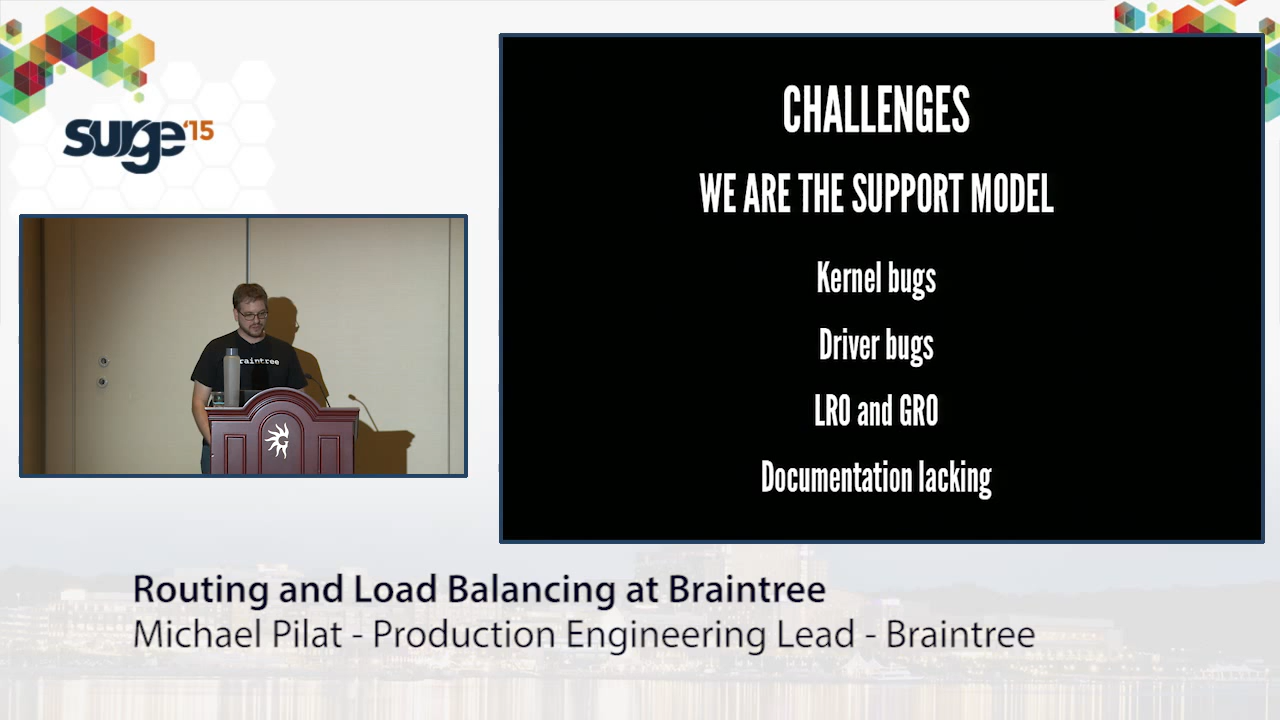 surge'15
CHALLENGES
WE ARE THE SUPPORT MODEL
Kernel bugs
Driver bugs
LRO and GRO
Documentation lacking
raintree
Routing and Load Balancing at Braintree
Michael Pilat - Production Engineering Lead - Braintree